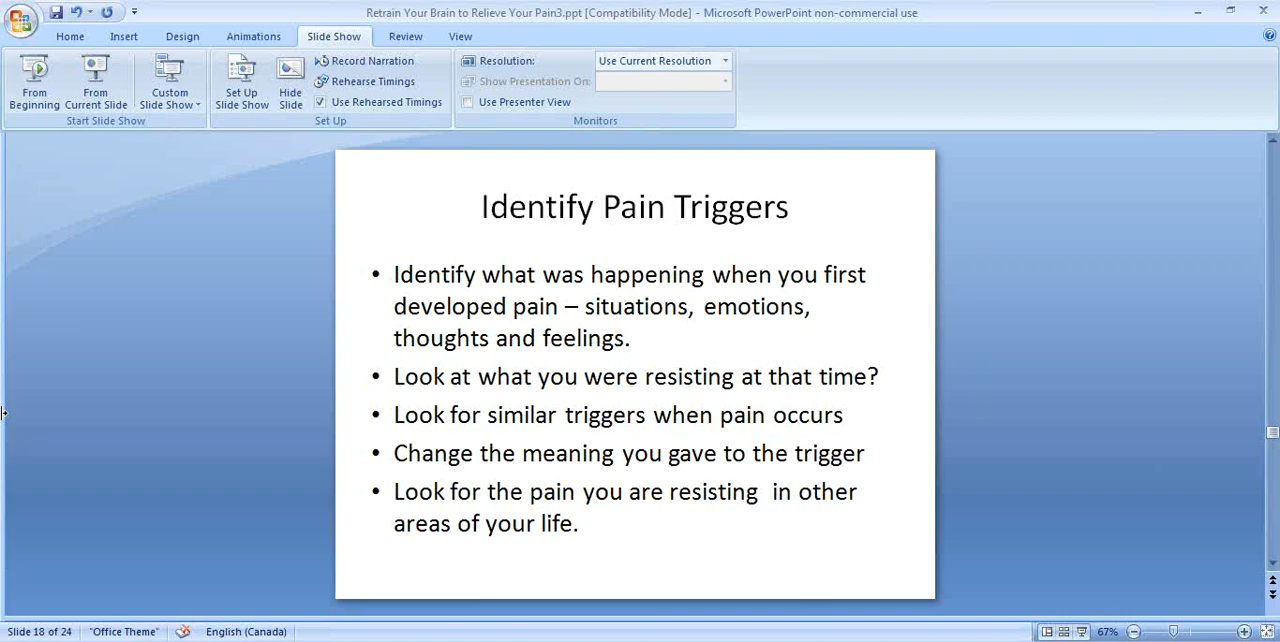 Retrain Your Brain to Relieve Your Pain3.ppt [Compatibility Mode] - Microsoft PowerPoint non-commercial use
Home Insert Design Animations Slide Show Review View
From Beginning
From Current Slide
Custom Slide Show
Start Slide Show
Set Up Slide Show
Hide Slide
Record Narration
Rehearse Timings
Use Rehearsed Timings
Set Up
Resolution: Use Current Resolution
Show Presentation On:
Use Presenter View
Monitors
Identify Pain Triggers
• Identify what was happening when you first
developed pain – situations, emotions,
thoughts and feelings.
• Look at what you were resisting at that time?
• Look for similar triggers when pain occurs
• Change the meaning you gave to the trigger
• Look for the pain you are resisting  in other
areas of your life.
Slide 18 of 24 "Office Theme" English (Canada) 67%